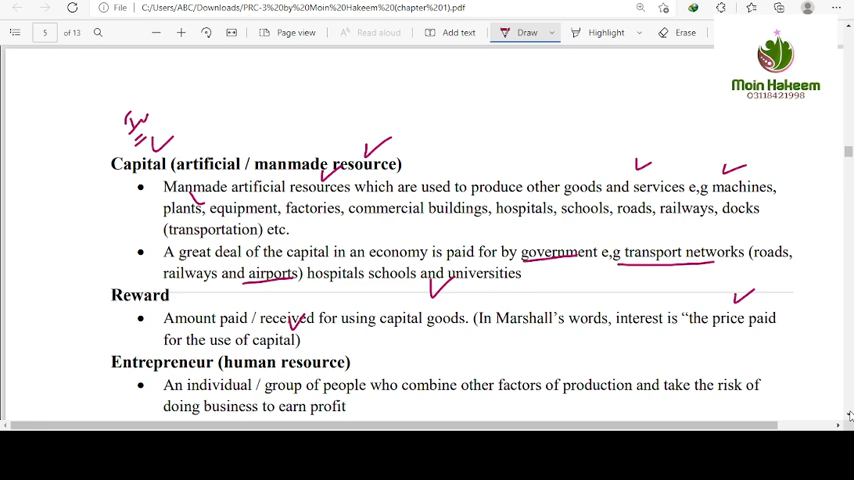 File
C:/Users/ABC/Downloads/PRC-3%20by%20Moin%20Hakeem%20(chapter%201).pdf
5 of 13
Page view
Read aloud
Add text
Draw
Highlight
Erase
Moin Hakeem
03118421998
Capital (artificial / manmade resource)
• Manmade artificial resources which are used to produce other goods and services e,g machines,
plants, equipment, factories, commercial buildings, hospitals, schools, roads, railways, docks
(transportation) etc.
• A great deal of the capital in an economy is paid for by government e,g transport networks (roads,
railways and airports) hospitals schools and universities
Reward
• Amount paid / received for using capital goods. (In Marshall’s words, interest is “the price paid
for the use of capital)
Entrepreneur (human resource)
• An individual / group of people who combine other factors of production and take the risk of
doing business to earn profit